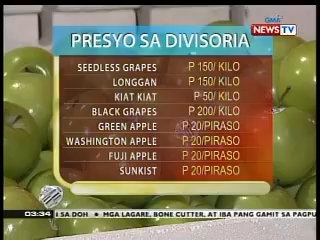 GMA
NEWS TV
PRESYO SA DIVISORIA
SEEDLESS GRAPES P 150/ KILO
LONGGAN P 150/ KILO
KIAT KIAT P 50/ KILO
BLACK GRAPES P 200/ KILO
GREEN APPLE P 20/PIRASO
WASHINGTON APPLE P 20/PIRASO
FUJI APPLE P 20/PIRASO
SUNKIST P 20/PIRASO
03:34 I SA DOH • MGA LAGARE, BONE CUTTER, AT IBA PANG GAMIT SA PAGPU